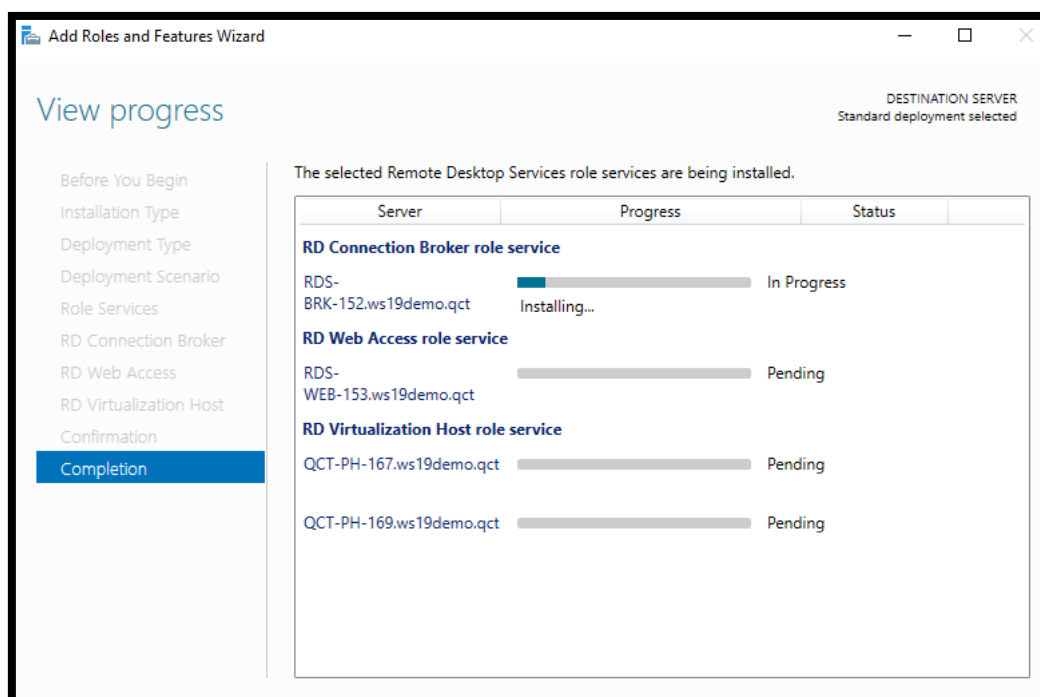 Add Roles and Features Wizard
View progress
DESTINATION SERVER
Standard deployment selected
Before You Begin
Installation Type
Deployment Type
Deployment Scenario
Role Services
RD Connection Broker
RD Web Access
RD Virtualization Host
Confirmation
Completion
The selected Remote Desktop Services role services are being installed.
Server Progress Status
RD Connection Broker role service
RDS-
BRK-152.ws19demo.qct
In Progress
Installing...
RD Web Access role service
RDS-
WEB-153.ws19demo.qct
Pending
RD Virtualization Host role service
QCT-PH-167.ws19demo.qct Pending
QCT-PH-169.ws19demo.qct Pending